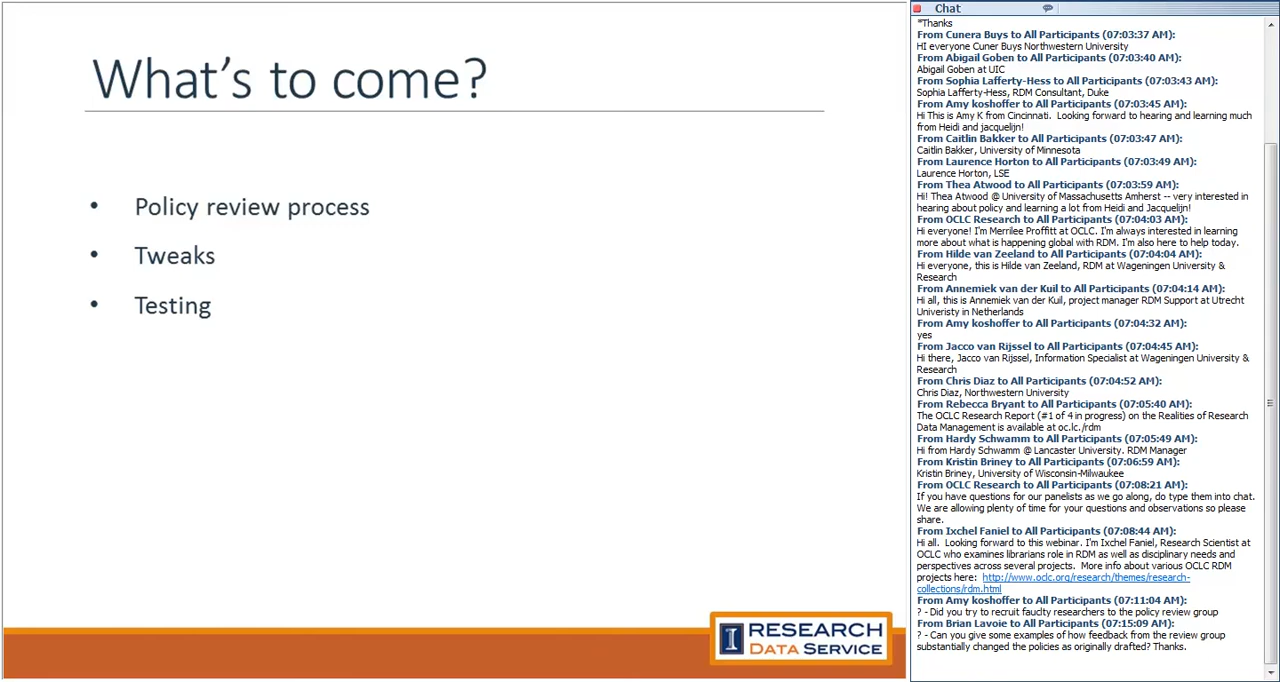 What's to come?
• Policy review process
• Tweaks
• Testing
I RESEARCH
DATA SERVICE
Chat
"Thanks
From Cunera Buys to All Participants (07:03:37 AM):
HI everyone Cuner Buys Northwestern University
From Abigail Goben to All Participants (07:03:40 AM):
Abigail Goben at UIC
From Sophia Lafferty-Hess to All Participants (07:03:43 AM):
Sophia Lafferty-Hess, RDM Consultant, Duke
From Amy koshoffer to All Participants (07:03:45 AM):
Hi This is Amy K from Cincinnati.  Looking forward to hearing and learning much
from Heidi and jacquelijn!
From Caitlin Bakker to All Participants (07:03:47 AM):
Caitlin Bakker, University of Minnesota
From Laurence Horton to All Participants (07:03:49 AM):
Laurence Horton, LSE
From Thea Atwood to All Participants (07:03:59 AM):
Hi! Thea Atwood @ University of Massachusetts Amherst -- very interested in
hearing about policy and learning a lot from Heidi and Jacquelijn!
From OCLC Research to All Participants (07:04:03 AM):
Hi everyone! I'm Merrilee Proffitt at OCLC. I'm always interested in learning
more about what is happening global with RDM. I'm also here to help today.
From Hilde van Zeeland to All Participants (07:04:04 AM):
Hi everyone, this is Hilde van Zeeland, RDM at Wageningen University &
Research
From Annemiek van der Kuil to All Participants (07:04:14 AM):
Hi all, this is Annemiek van der Kuil, project manager RDM Support at Utrecht
Univeristy in Netherlands
From Amy koshoffer to All Participants (07:04:32 AM):
yes
From Jacco van Rijssel to All Participants (07:04:45 AM):
Hi there, Jacco van Rijssel, Information Specialist at Wageningen University &
Research
From Chris Diaz to All Participants (07:04:52 AM):
Chris Diaz, Northwestern University
From Rebecca Bryant to All Participants (07:05:40 AM):
The OCLC Research Report (#1 of 4 in progress) on the Realities of Research
Data Management is available at oc.lc./rdm
From Hardy Schwamm to All Participants (07:05:49 AM):
Hi from Hardy Schwamm @ Lancaster University. RDM Manager
From Kristin Briney to All Participants (07:06:59 AM):
Kristin Briney, University of Wisconsin-Milwaukee
From OCLC Research to All Participants (07:08:21 AM):
If you have questions for our panelists as we go along, do type them into chat.
We are allowing plenty of time for your questions and observations so please
share.
From Ixchel Faniel to All Participants (07:08:44 AM):
Hi all.  Looking forward to this webinar. I'm Ixchel Faniel, Research Scientist at
OCLC who examines librarians role in RDM as well as disciplinary needs and
perspectives across several projects.  More info about various OCLC RDM
projects here:  http://www.oclc.org/research/themes/research-
collections/rdm.html
From Amy koshoffer to All Participants (07:11:04 AM):
? - Did you try to recruit fauclty researchers to the policy review group
From Brian Lavoie to All Participants (07:15:09 AM):
? - Can you give some examples of how feedback from the review group
substantially changed the policies as originally drafted? Thanks.